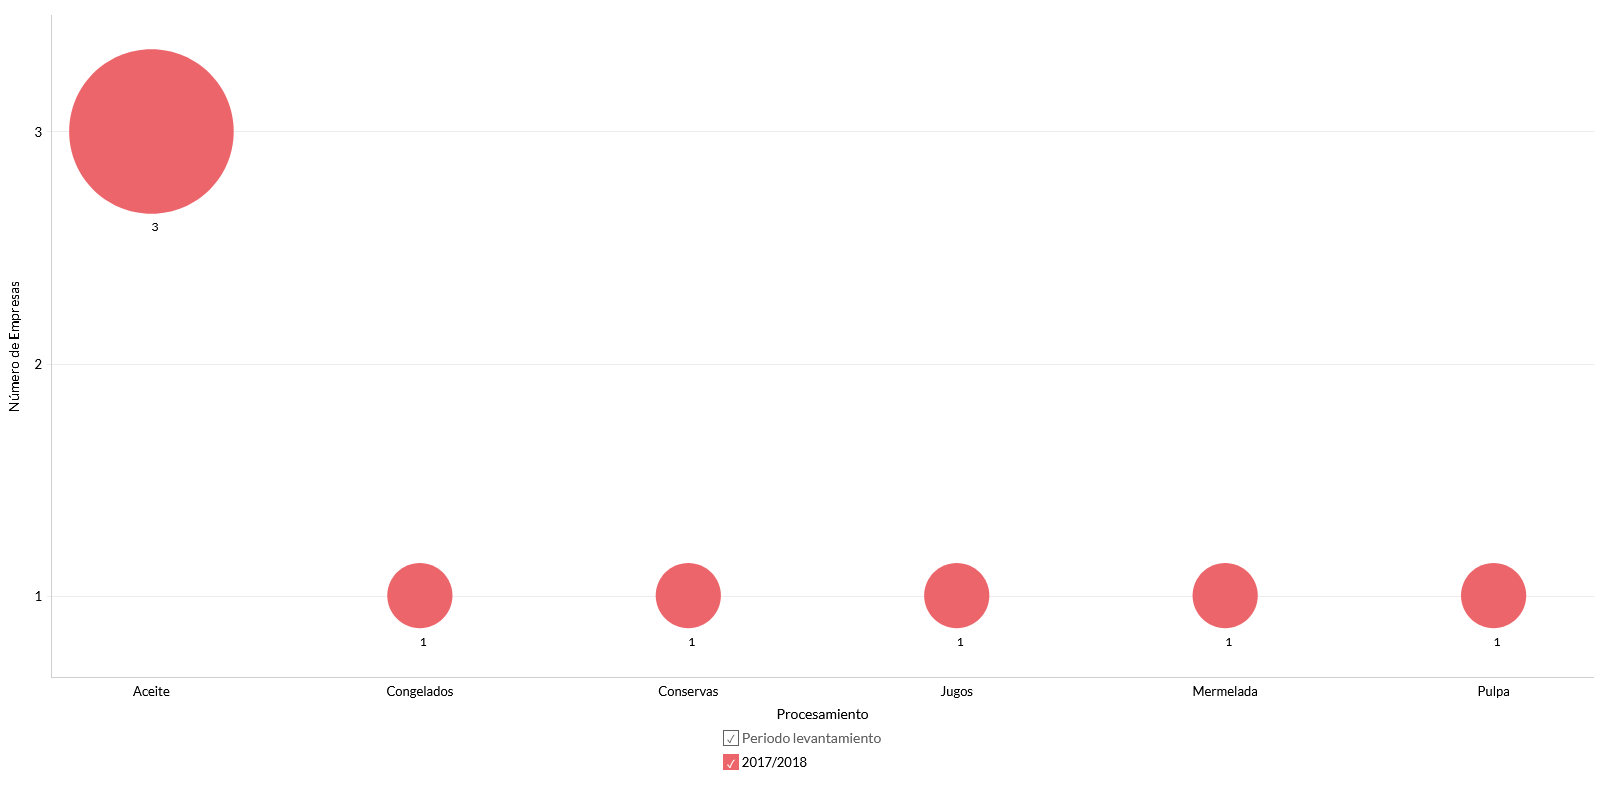 Número de Empresas
3
2
1
3
1
1
1
1
1
Aceite
Congelados
Conservas
Jugos
Mermelada
Pulpa
Procesamiento
Periodo levantamiento
2017/2018